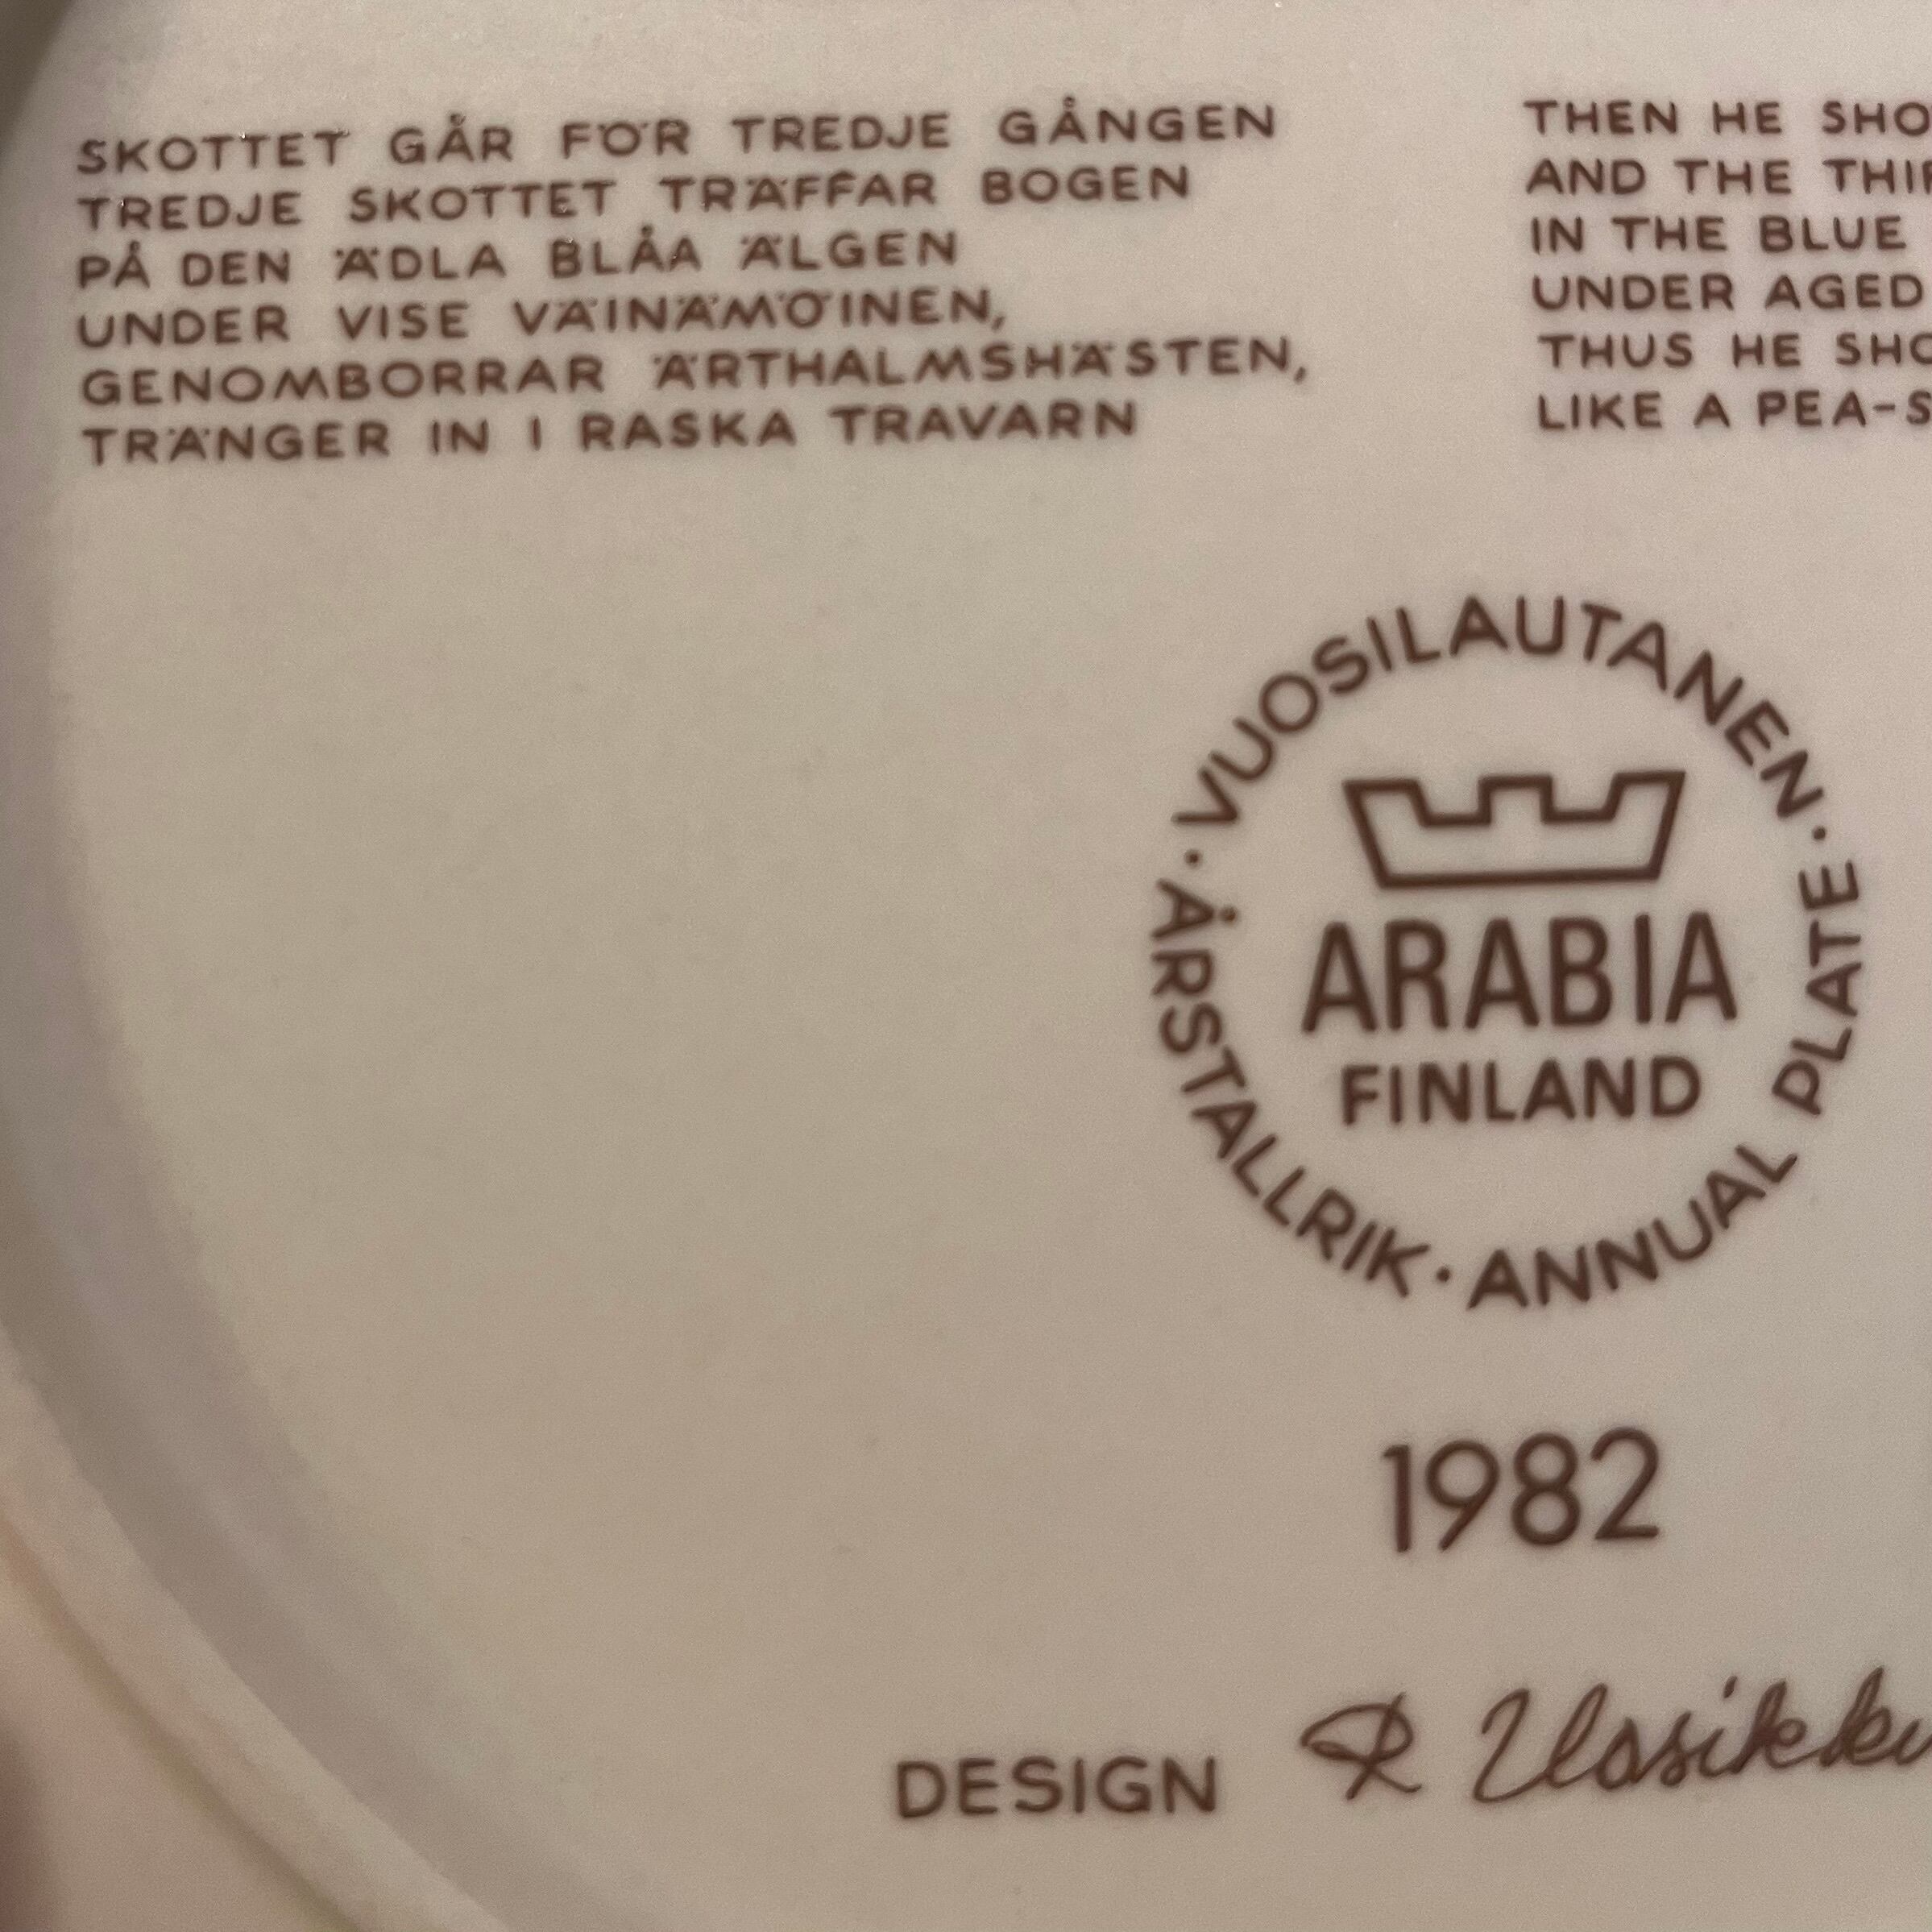 SKOTTET GÅR FÖR TREDJE GÅNGEN
TREDJE SKOTTET TRÄFFAR BOGEN
PÅ DEN ÄDLA BLÅA ÄLGEN
UNDER VISE VÄINÄMÖINEN,
GENOMBORRAR ÄRTHALMSHÄSTEN,
TRÄNGER IN I RASKA TRAVARN
THEN HE
AND THE
IN THE BLUE
UNDER AGED
THUS HE
LIKE A
· VUOSILAUTANEN · ANNUAL PLATE · ÅRSTALLRIK
ARABIA
FINLAND
1982
DESIGN R